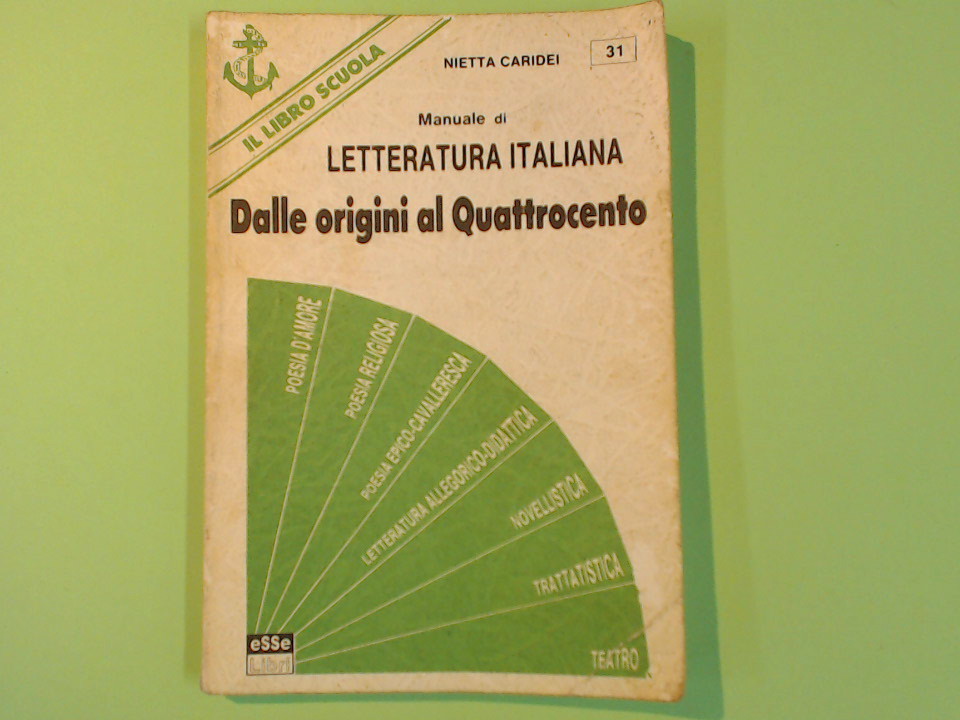 IL LIBRO SCUOLA
NIETTA CARIDEI
31
Manuale di
LETTERATURA ITALIANA
Dalle origini al Quattrocento
POESIA D'AMORE
POESIA RELIGIOSA
POESIA EPICO-CAVALLERESCA
LETTERATURA ALLEGORICO-DIDATTICA
NOVELLISTICA
TRATTATISTICA
TEATRO
eSSe
Libri